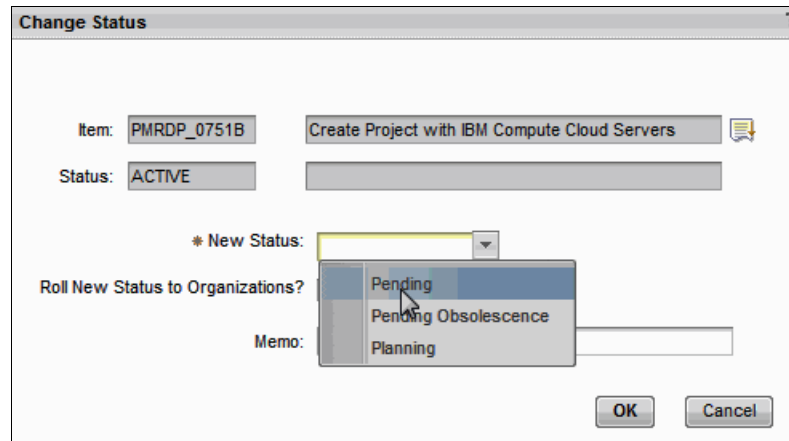 Change Status
Item: PMRDP_0751B Create Project with IBM Compute Cloud Servers
Status: ACTIVE
* New Status:
Pending
Roll New Status to Organizations?
Pending Obsolescence
Memo:
Planning
OK Cancel